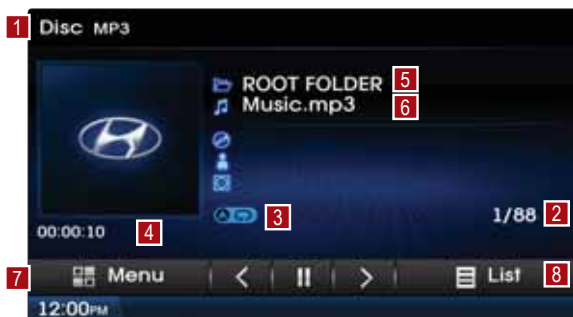 1 Disc MP3
ROOT FOLDER 5
Music.mp3 6
3
1/88 2
00:00:10 4
7 Menu List 8
12:00PM